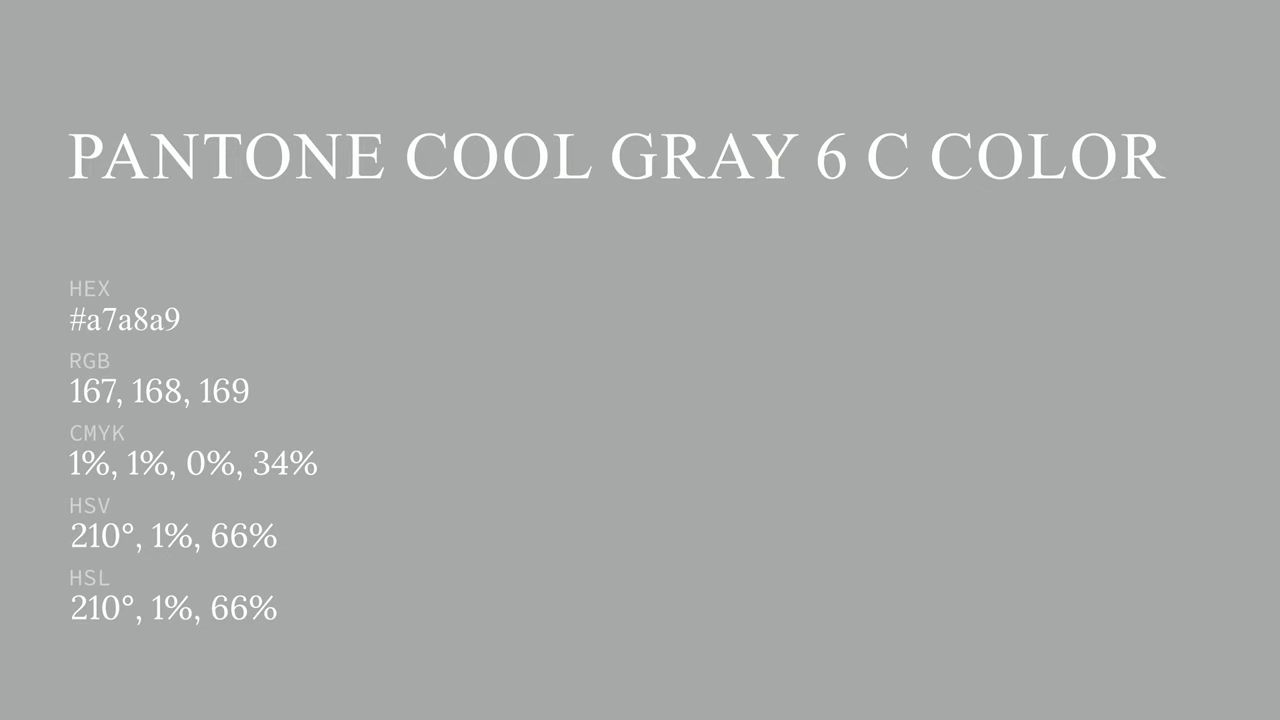 PANTONE COOL GRAY 6 C COLOR
HEX
#a7a8a9
RGB
167, 168, 169
CMYK
1%, 1%, 0%, 34%
HSV
210°, 1%, 66%
HSL
210°, 1%, 66%